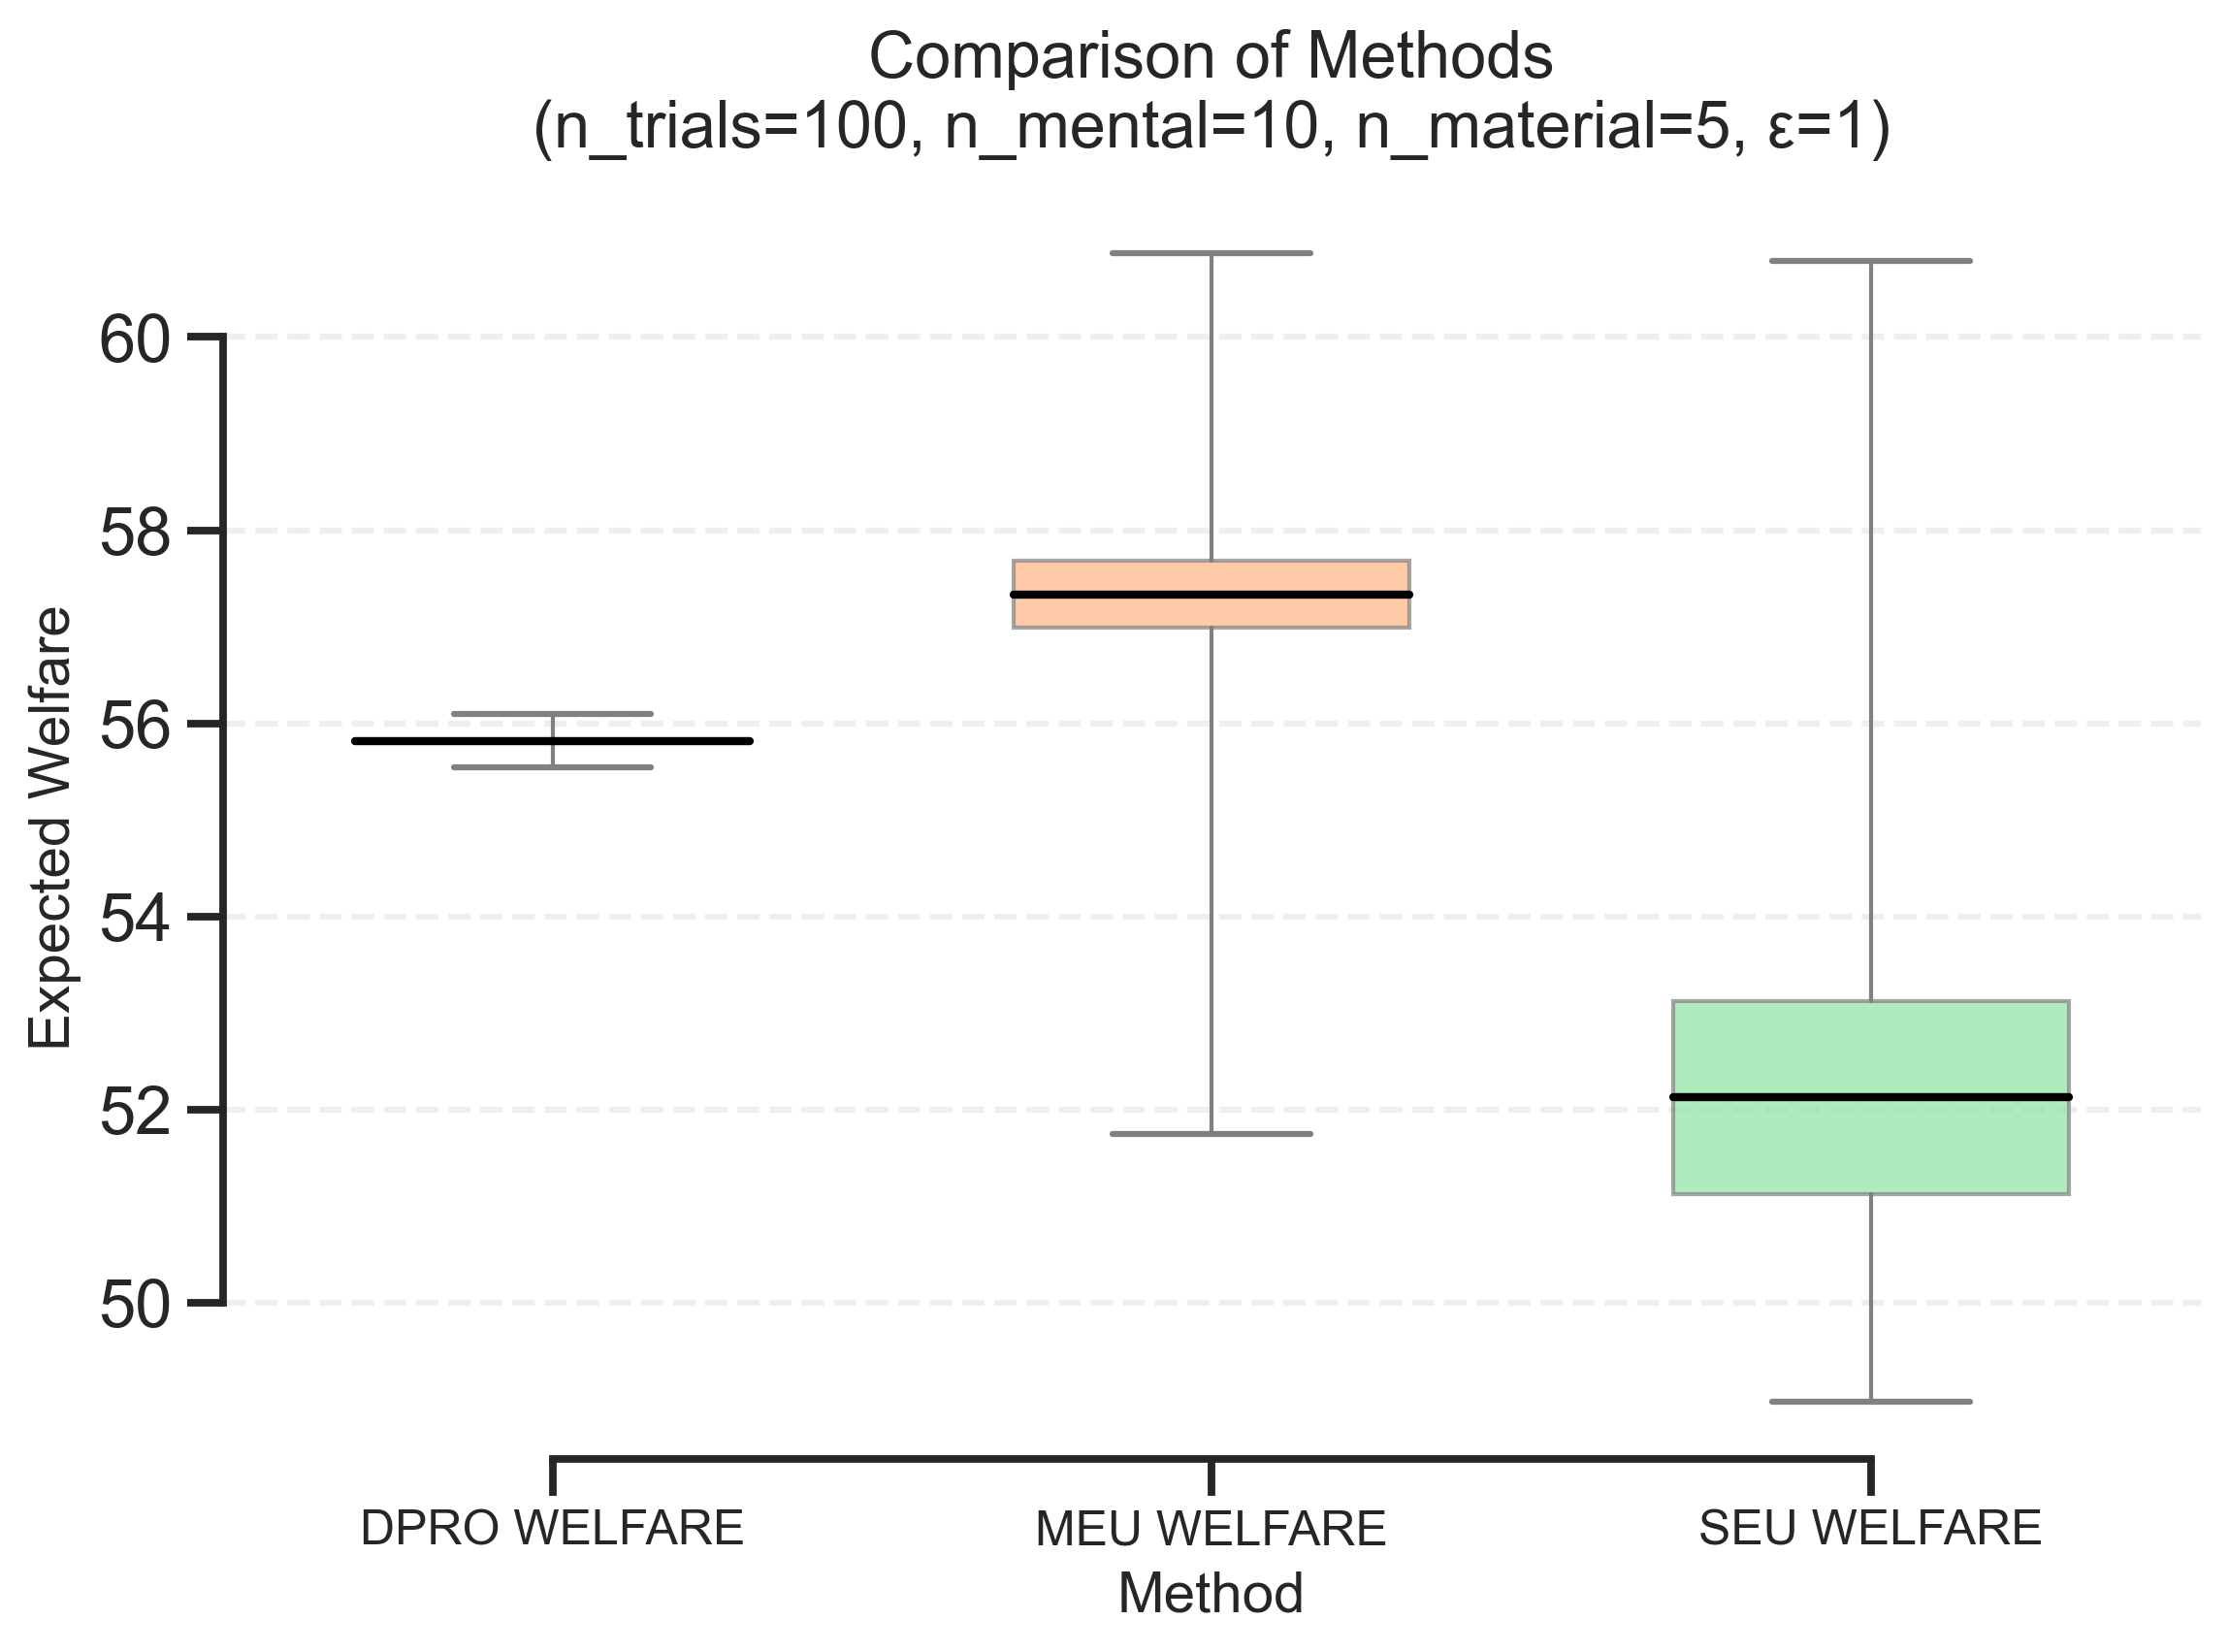 Comparison of Methods
(n_trials=100, n_mental=10, n_material=5, ε=1)
Expected Welfare
60
58
56
54
52
50
DPRO WELFARE
MEU WELFARE
SEU WELFARE
Method